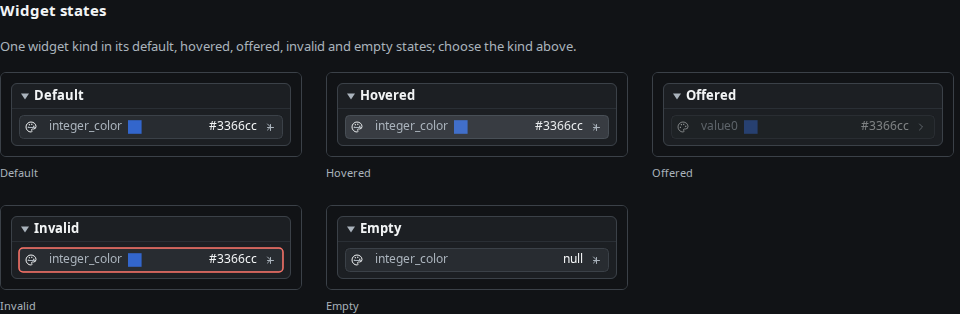 Widget states
One widget kind in its default, hovered, offered, invalid and empty states; choose the kind above.
Default
integer_color #3366cc
Default
Hovered
integer_color #3366cc
Hovered
Offered
value0 #3366cc
Offered
Invalid
integer_color #3366cc
Invalid
Empty
integer_color null
Empty